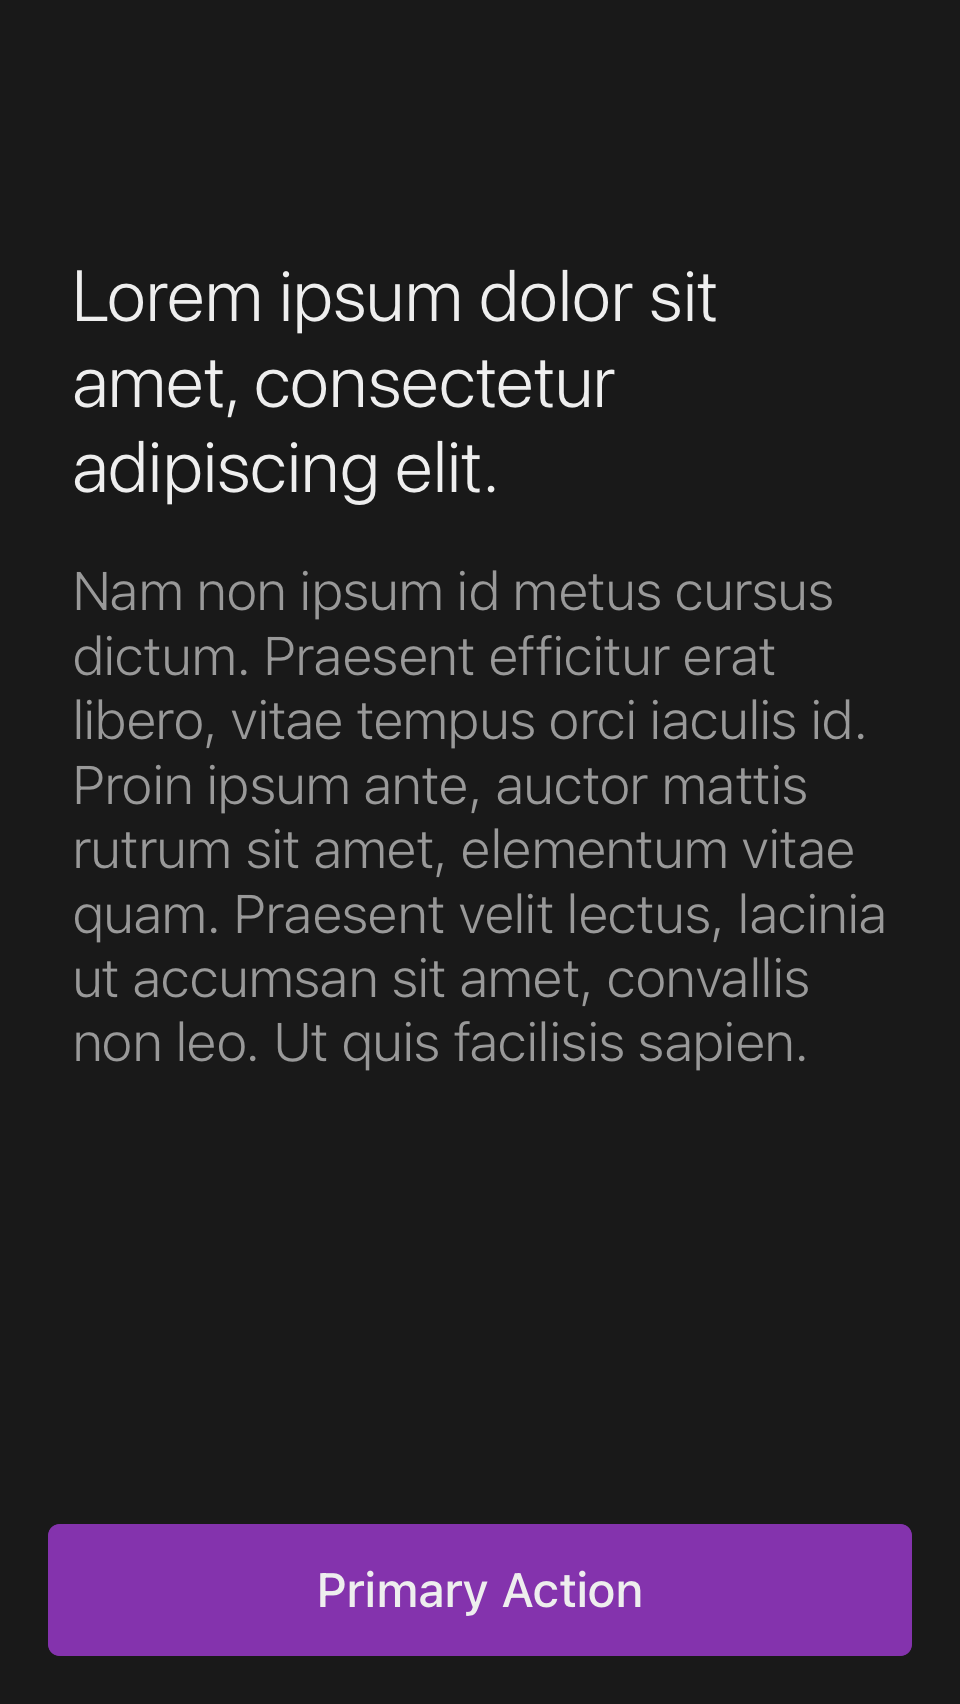 Lorem ipsum dolor sit
amet, consectetur
adipiscing elit.
Nam non ipsum id metus cursus
dictum. Praesent efficitur erat
libero, vitae tempus orci iaculis id.
Proin ipsum ante, auctor mattis
rutrum sit amet, elementum vitae
quam. Praesent velit lectus, lacinia
ut accumsan sit amet, convallis
non leo. Ut quis facilisis sapien.
Primary Action